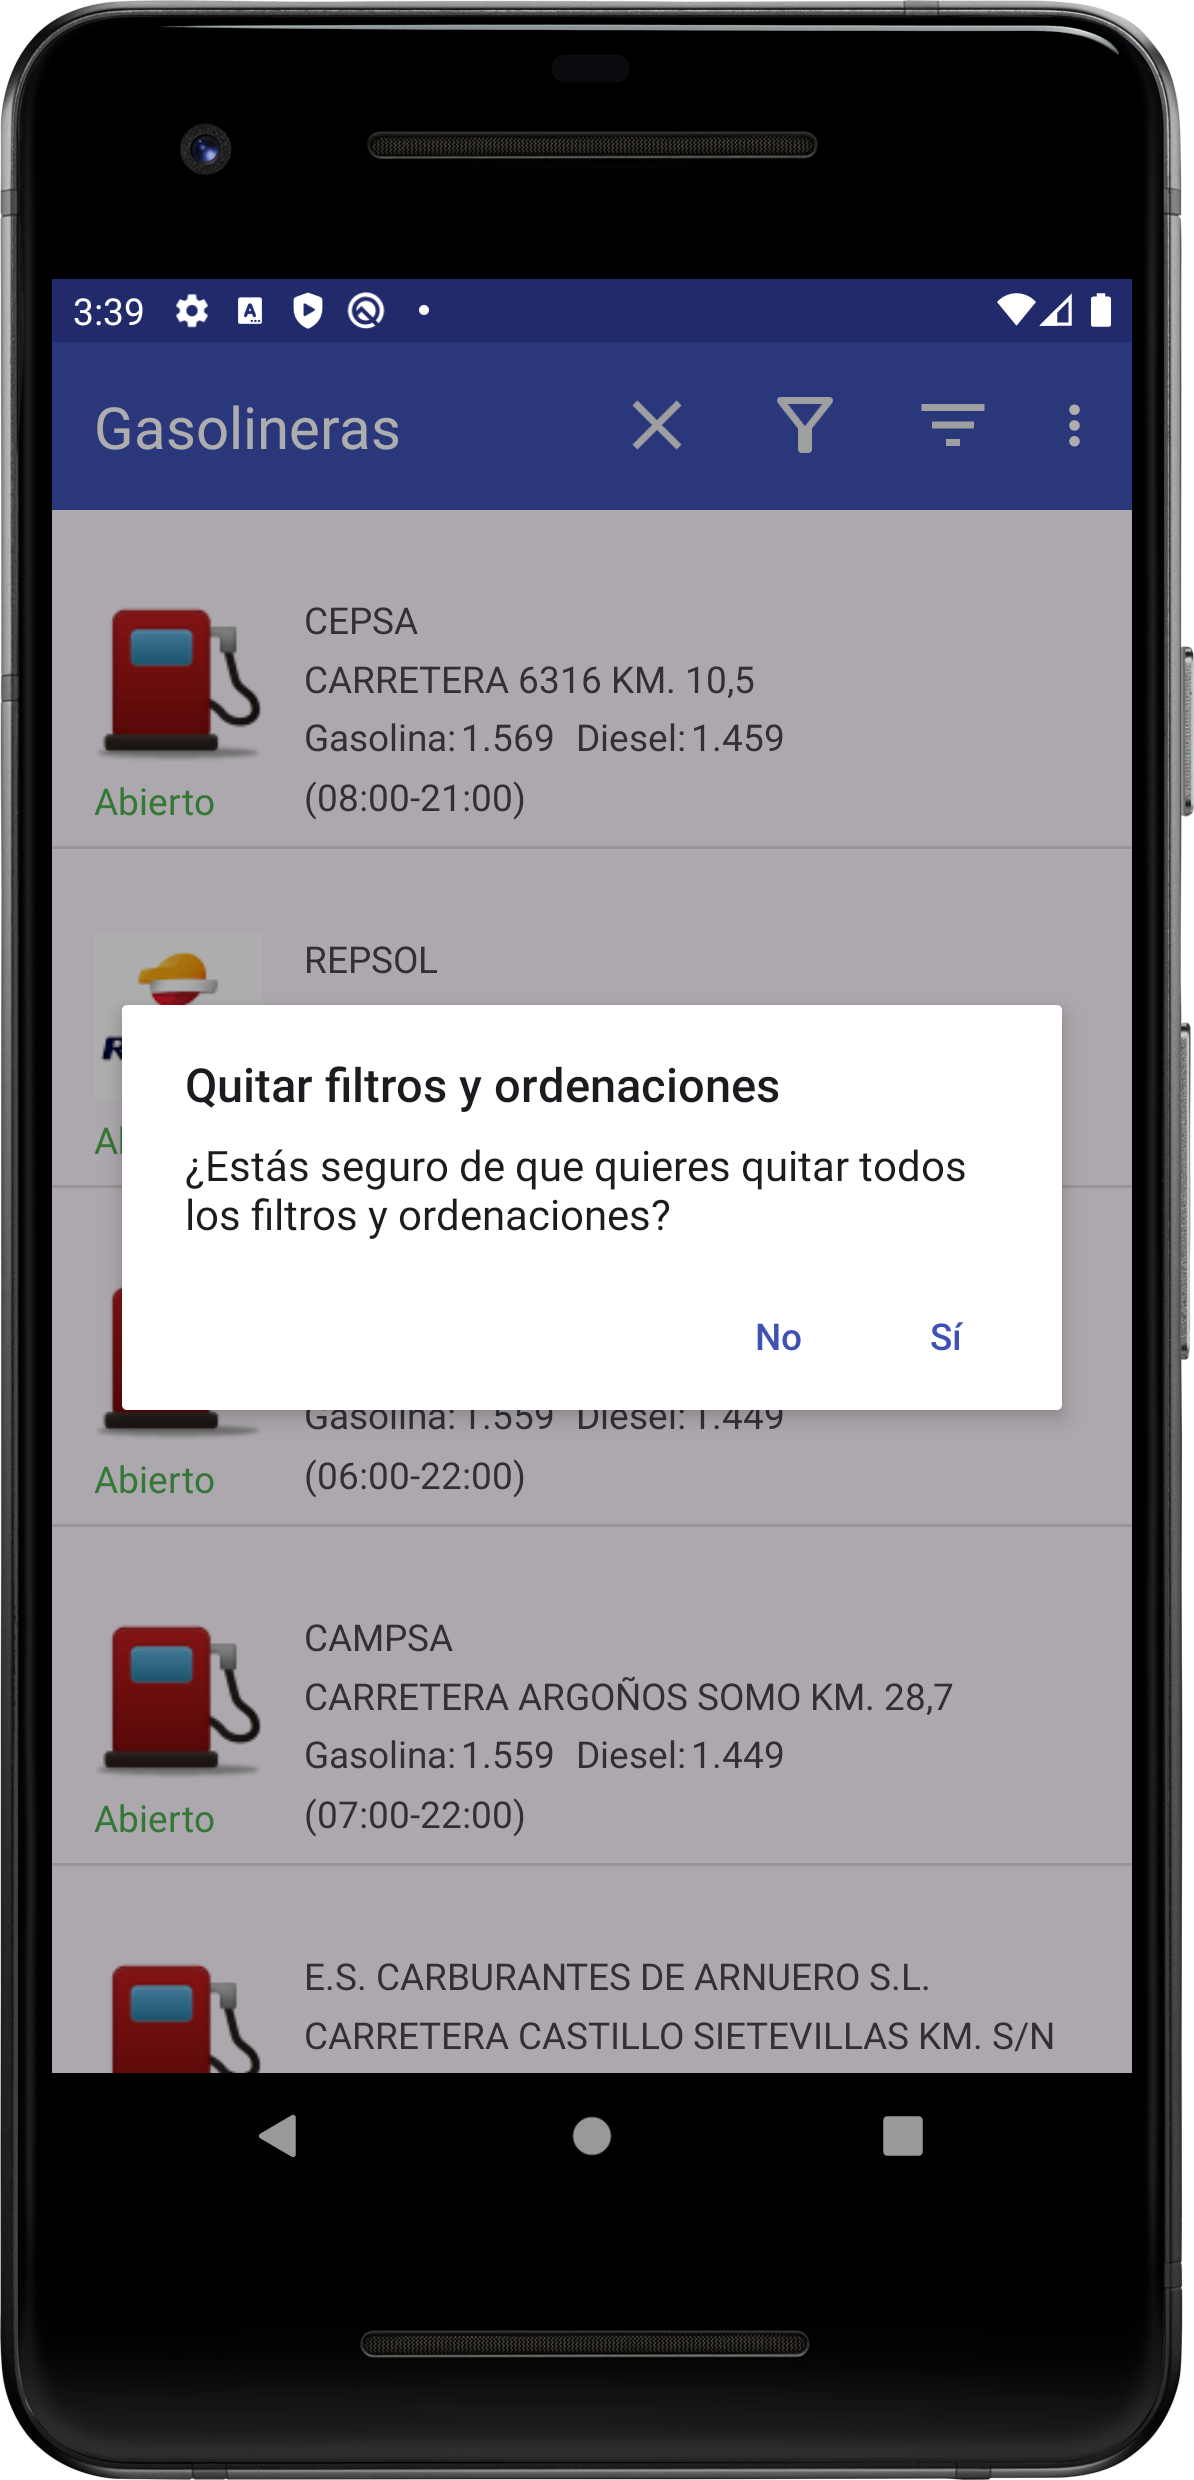 3:39
Gasolineras
CEPSA
CARRETERA 6316 KM. 10,5
Gasolina: 1.569 Diesel: 1.459
(08:00-21:00)
Abierto
REPSOL
Quitar filtros y ordenaciones
¿Estás seguro de que quieres quitar todos
los filtros y ordenaciones?
No Sí
Gasolina: 1.559 Diesel: 1.449
(06:00-22:00)
Abierto
CAMPSA
CARRETERA ARGOÑOS SOMO KM. 28,7
Gasolina: 1.559 Diesel: 1.449
(07:00-22:00)
Abierto
E.S. CARBURANTES DE ARNUERO S.L.
CARRETERA CASTILLO SIETEVILLAS KM. S/N